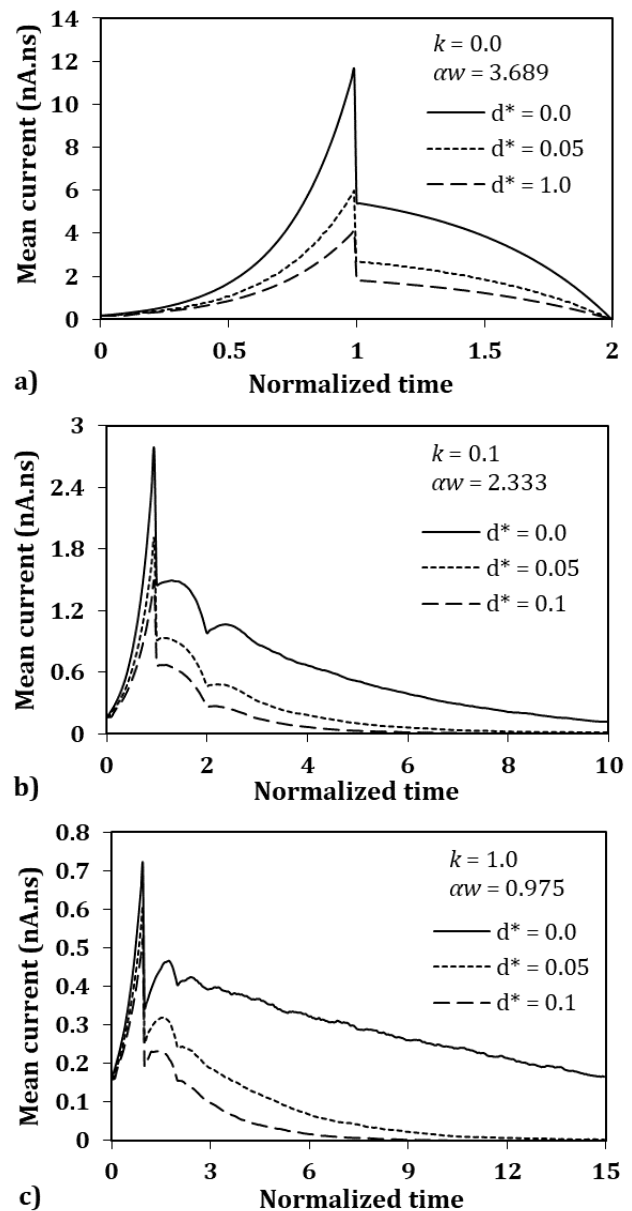 Mean current (nA.ns)
14
12
10
8
6
4
2
0
k = 0.0
αw = 3.689
d* = 0.0
d* = 0.05
d* = 1.0
0 0.5 1 1.5 2
Normalized time
a)
Mean current (nA.ns)
3
2.4
1.8
1.2
0.6
0
k = 0.1
αw = 2.333
d* = 0.0
d* = 0.05
d* = 0.1
0 2 4 6 8 10
Normalized time
b)
Mean current (nA.ns)
0.8
0.7
0.6
0.5
0.4
0.3
0.2
0.1
0
k = 1.0
αw = 0.975
d* = 0.0
d* = 0.05
d* = 0.1
0 3 6 9 12 15
Normalized time
c)